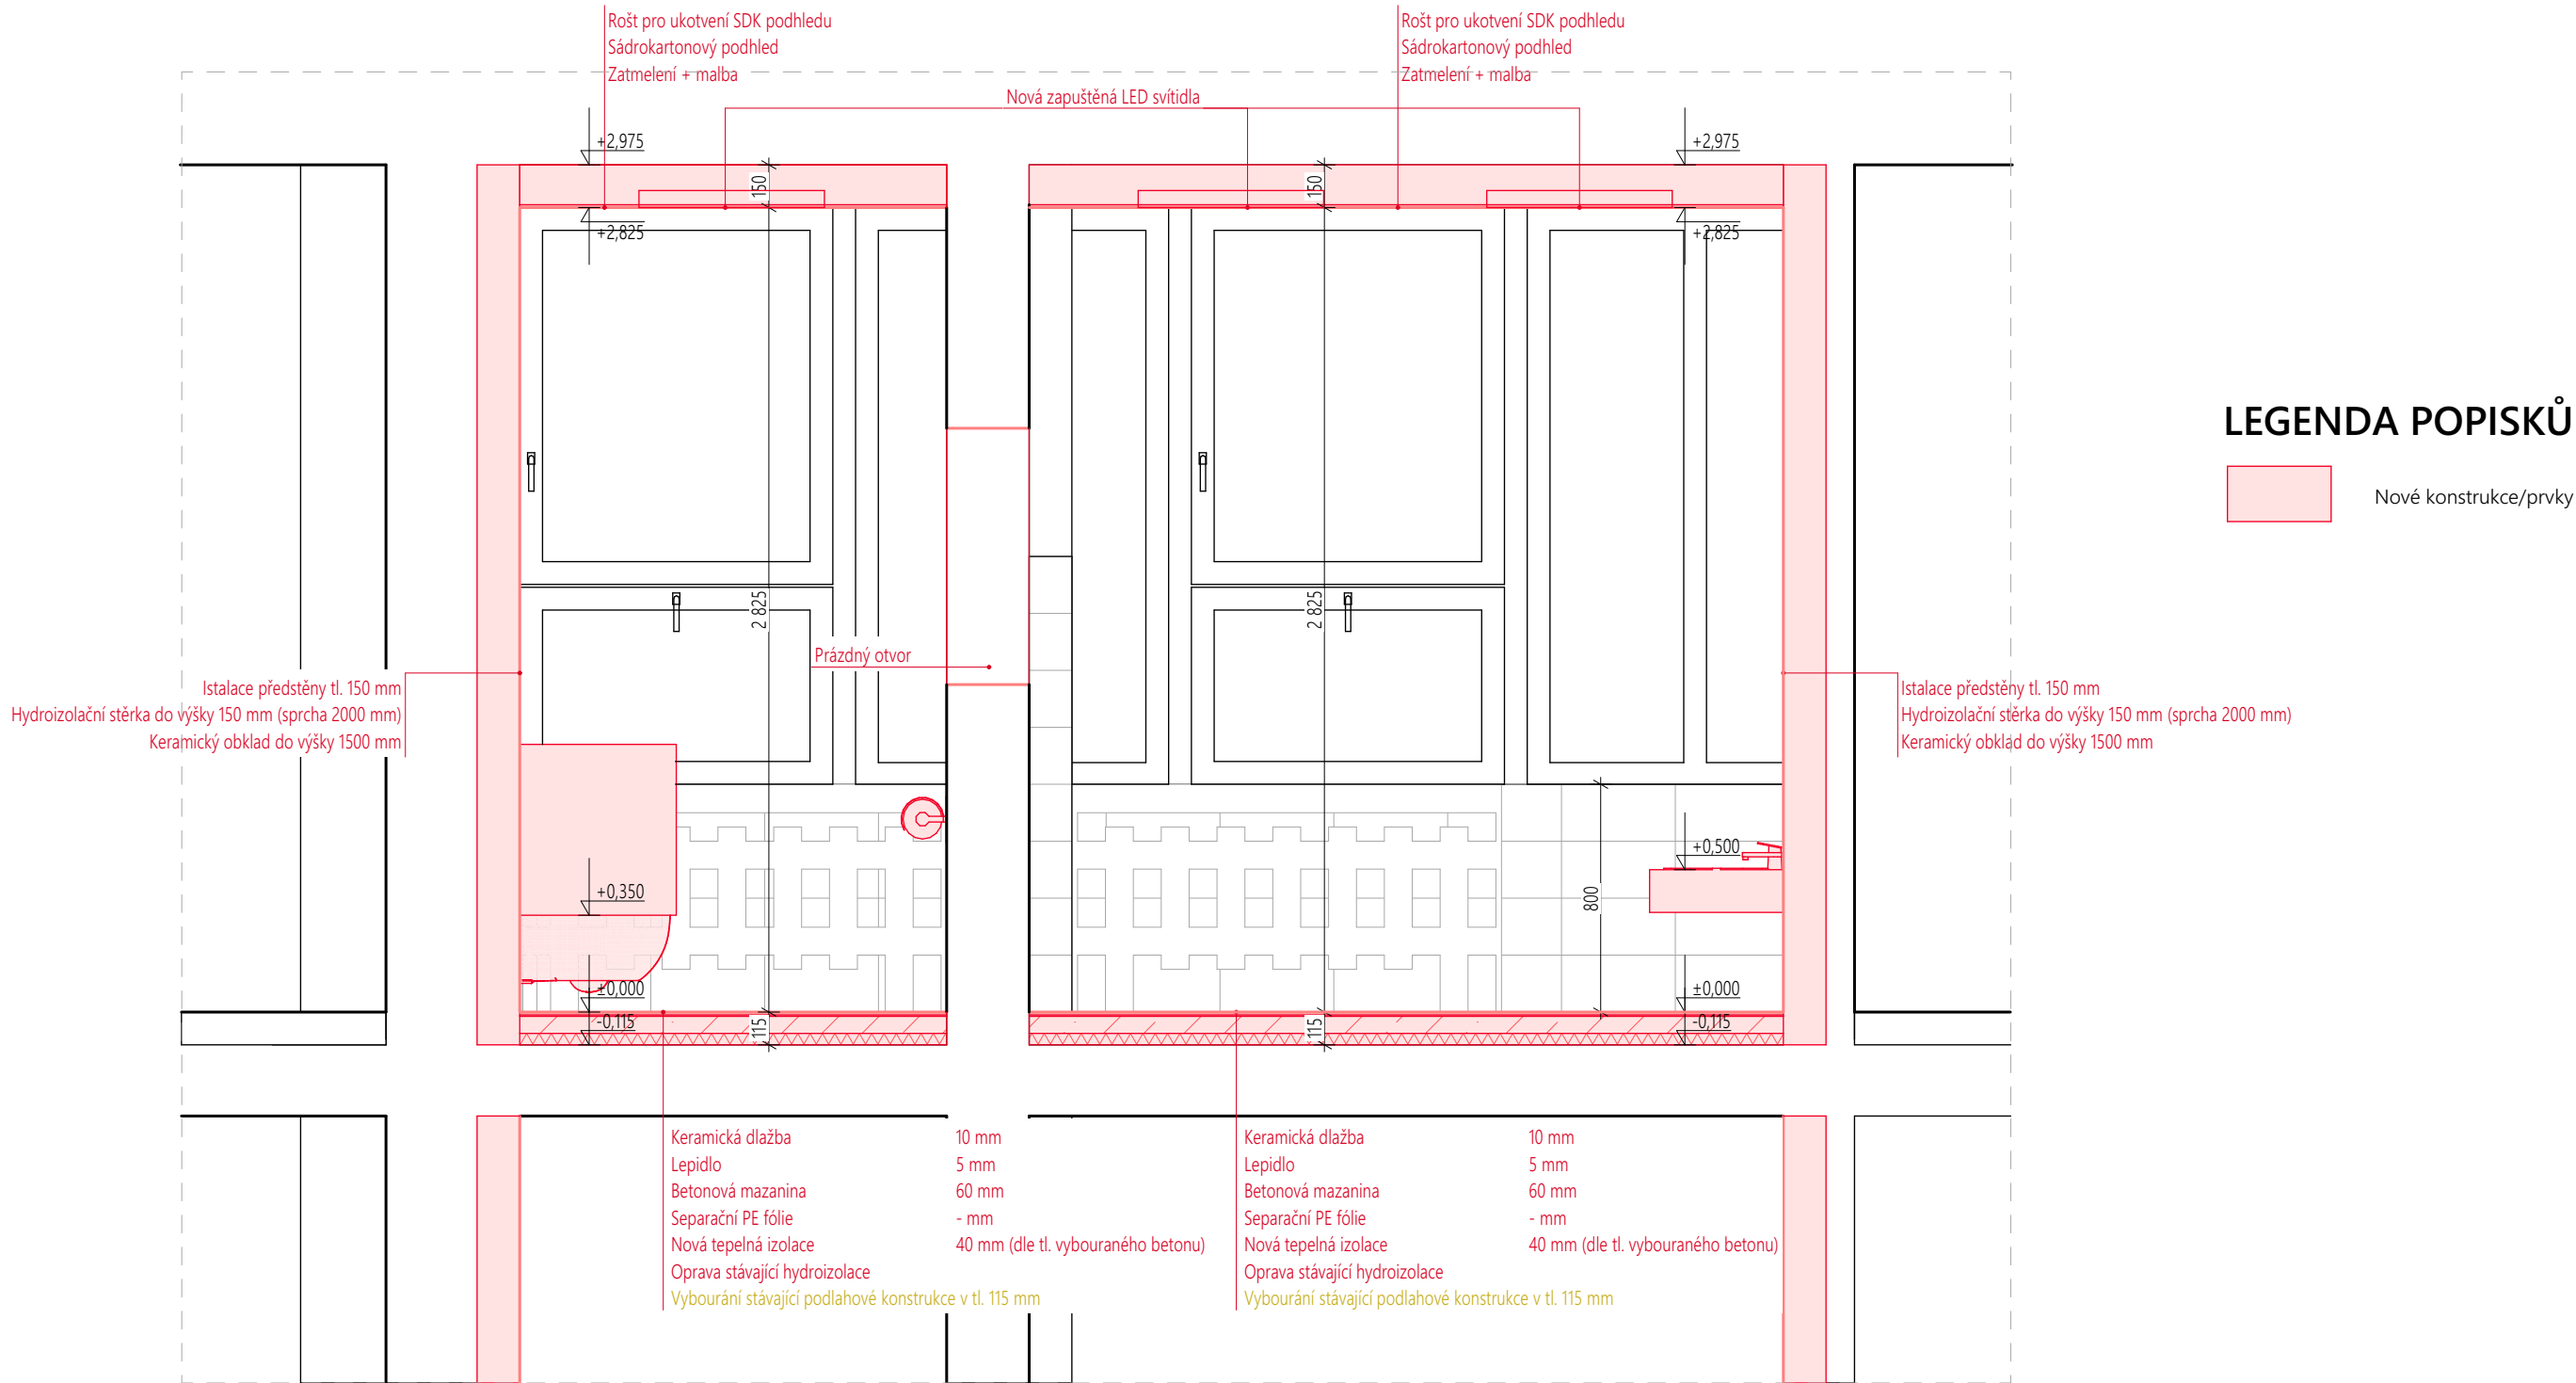 Rošt pro ukotvení SDK podhledu
Sádrokartonový podhled
Zatmelení + malba
Rošt pro ukotvení SDK podhledu
Sádrokartonový podhled
Zatmelení + malba
Nová zapuštěná LED svítidla
+2,975
+2,975
150
150
+2,825
+2,825
LEGENDA POPISKŮ
Nové konstrukce/prvky
2 825
2 825
Prázdný otvor
Istalace předstěny tl. 150 mm
Hydroizolační stěrka do výšky 150 mm (sprcha 2000 mm)
Keramický obklad do výšky 1500 mm
Istalace předstěny tl. 150 mm
Hydroizolační stěrka do výšky 150 mm (sprcha 2000 mm)
Keramický obklad do výšky 1500 mm
+0,500
+0,350
800
±0,000
±0,000
-0,115
115
115
-0,115
Keramická dlažba 10 mm
Lepidlo 5 mm
Betonová mazanina 60 mm
Separační PE fólie - mm
Nová tepelná izolace 40 mm (dle tl. vybouraného betonu)
Oprava stávající hydroizolace
Vybourání stávající podlahové konstrukce v tl. 115 mm
Keramická dlažba 10 mm
Lepidlo 5 mm
Betonová mazanina 60 mm
Separační PE fólie - mm
Nová tepelná izolace 40 mm (dle tl. vybouraného betonu)
Oprava stávající hydroizolace
Vybourání stávající podlahové konstrukce v tl. 115 mm